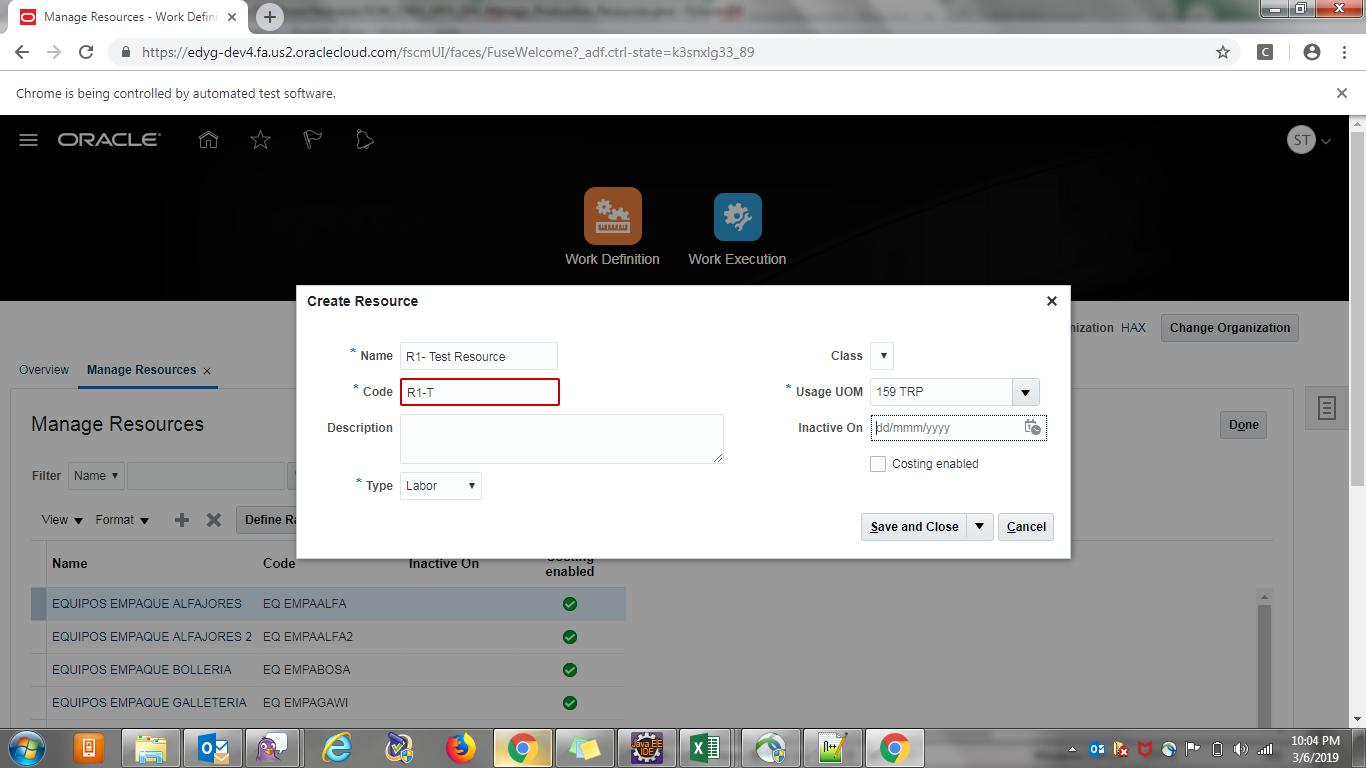 Manage Resources - Work Defini
https://edyg-dev4.fa.us2.oraclecloud.com/fscmUI/faces/FuseWelcome?_adf.ctrl-state=k3snxlg33_89
C
Chrome is being controlled by automated test software.
ORACLE
ST
Work Definition
Work Execution
Create Resource
nization HAX
Change Organization
* Name R1- Test Resource
Class
Overview
Manage Resources
* Code R1-T
* Usage UOM 159 TRP
Manage Resources
Description
Inactive On dd/mmm/yyyy
Done
Costing enabled
Filter Name
* Type Labor
View Format
Define Ra
Save and Close
Cancel
Name Code Inactive On Costing enabled
EQUIPOS EMPAQUE ALFAJORES EQ EMPAALFA
EQUIPOS EMPAQUE ALFAJORES 2 EQ EMPAALFA2
EQUIPOS EMPAQUE BOLLERIA EQ EMPABOSA
EQUIPOS EMPAQUE GALLETERIA EQ EMPAGAWI
Java EE
IDE
10:04 PM
3/6/2019